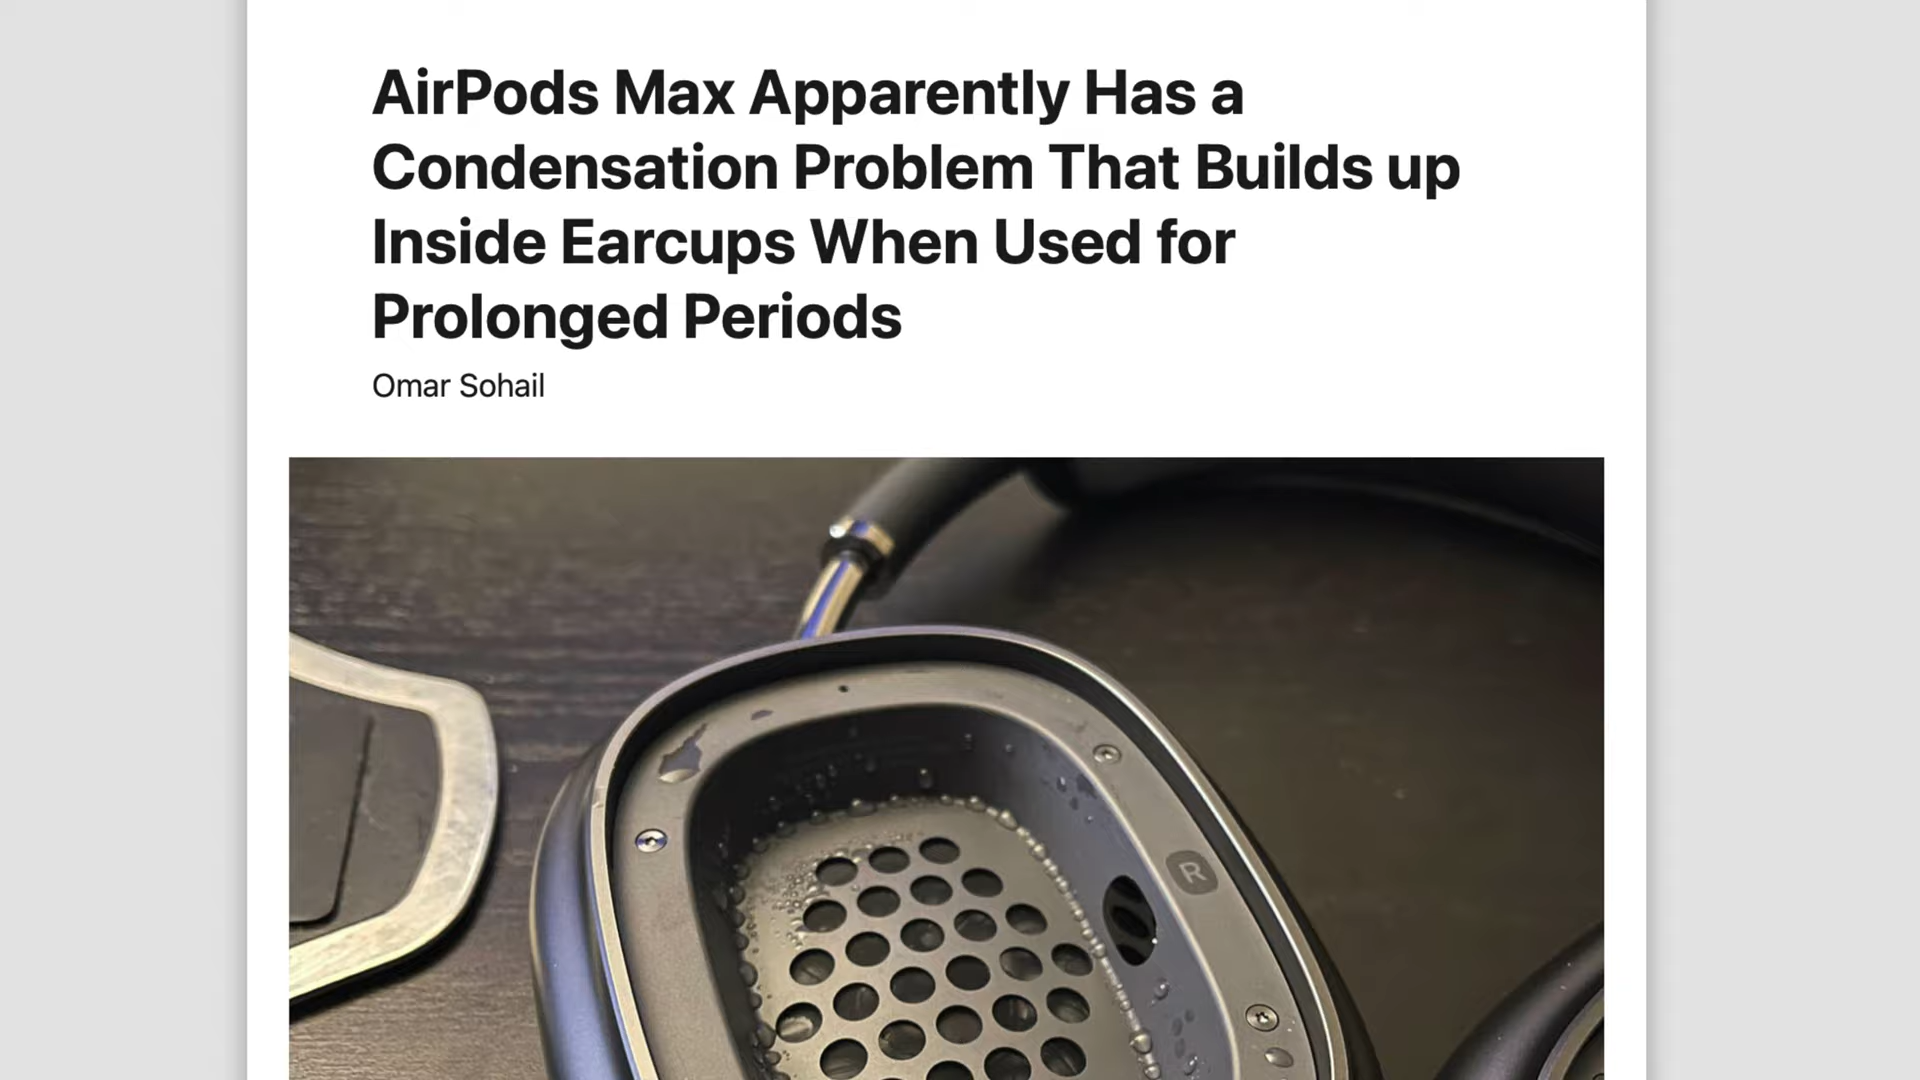 AirPods Max Apparently Has a
Condensation Problem That Builds up
Inside Earcups When Used for
Prolonged Periods
Omar Sohail
R